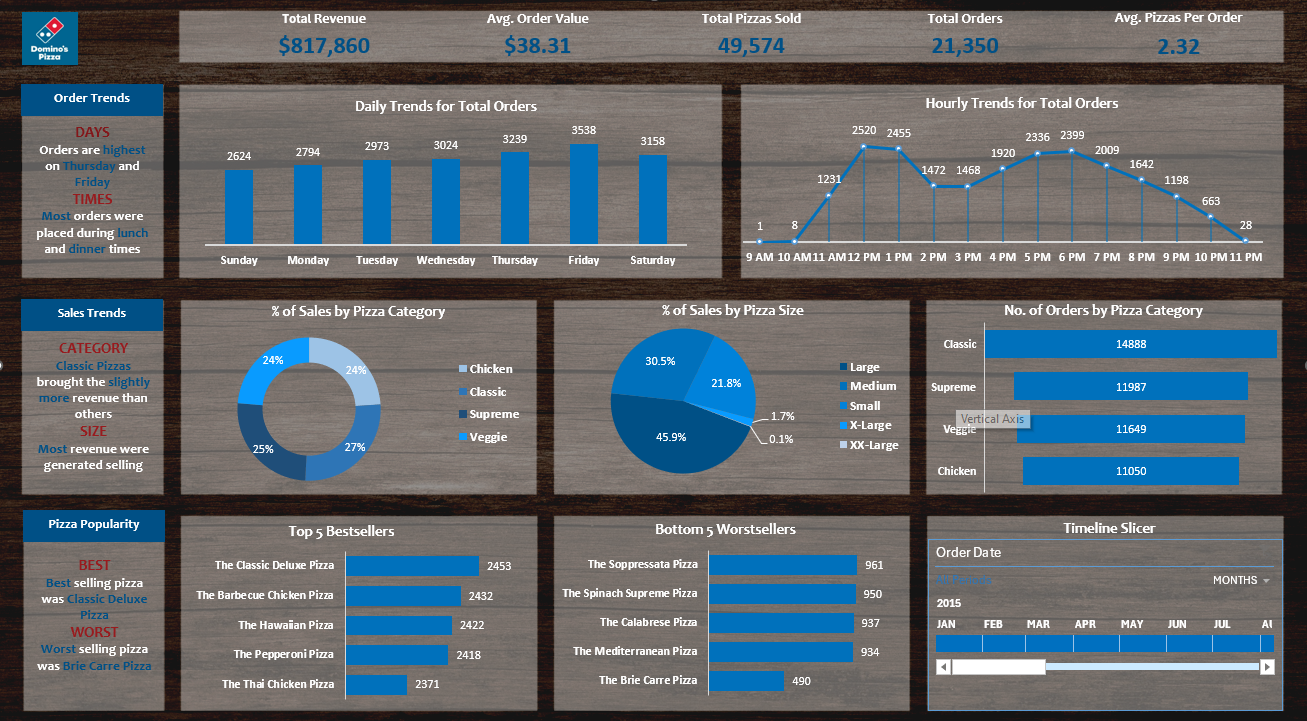 Domino's
Pizza
Total Revenue
$817,860
Avg. Order Value
$38.31
Total Pizzas Sold
49,574
Total Orders
21,350
Avg. Pizzas Per Order
2.32
Order Trends
DAYS
Orders are highest
on Thursday and
Friday
TIMES
Most orders were
placed during lunch
and dinner times
Daily Trends for Total Orders
2624
2794
2973
3024
3239
3538
3158
Sunday
Monday
Tuesday
Wednesday
Thursday
Friday
Saturday
Hourly Trends for Total Orders
1
8
1231
2520
2455
1472
1468
1920
2336
2399
2009
1642
1198
663
28
9 AM
10 AM
11 AM
12 PM
1 PM
2 PM
3 PM
4 PM
5 PM
6 PM
7 PM
8 PM
9 PM
10 PM
11 PM
Sales Trends
CATEGORY
Classic Pizzas
brought the slightly
more revenue than
others
SIZE
Most revenue were
generated selling
% of Sales by Pizza Category
24%
24%
25%
27%
Chicken
Classic
Supreme
Veggie
% of Sales by Pizza Size
30.5%
21.8%
1.7%
0.1%
45.9%
Large
Medium
Small
X-Large
XX-Large
No. of Orders by Pizza Category
Classic
14888
Supreme
11987
Vertical Axis
Veggie
11649
Chicken
11050
Pizza Popularity
BEST
Best selling pizza
was Classic Deluxe
Pizza
WORST
Worst selling pizza
was Brie Carre Pizza
Top 5 Bestsellers
The Classic Deluxe Pizza
2453
The Barbecue Chicken Pizza
2432
The Hawaiian Pizza
2422
The Pepperoni Pizza
2418
The Thai Chicken Pizza
2371
Bottom 5 Worstsellers
The Soppressata Pizza
961
The Spinach Supreme Pizza
950
The Calabrese Pizza
937
The Mediterranean Pizza
934
The Brie Carre Pizza
490
Timeline Slicer
Order Date
All Periods
MONTHS
2015
JAN
FEB
MAR
APR
MAY
JUN
JUL